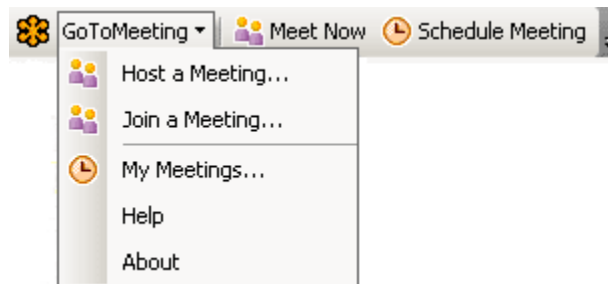 GoToMeeting Meet Now Schedule Meeting
Host a Meeting...
Join a Meeting...
My Meetings...
Help
About